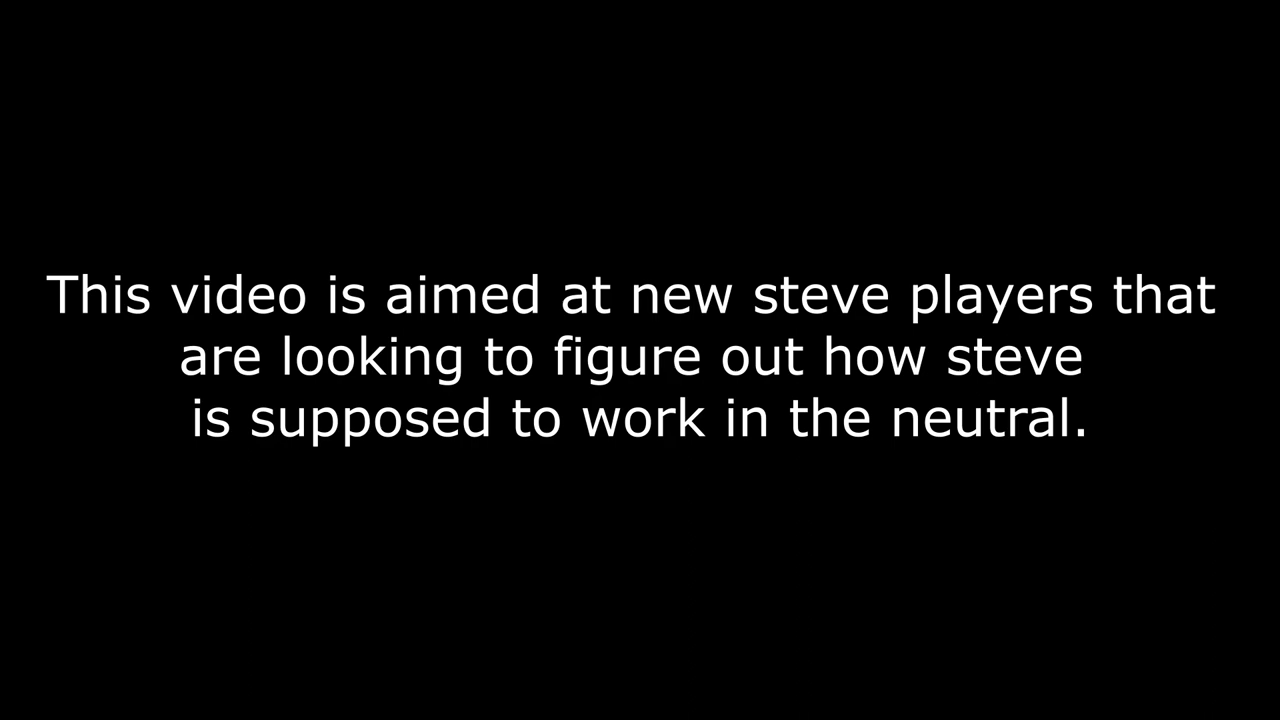 This video is aimed at new steve players that
are looking to figure out how steve
is supposed to work in the neutral.